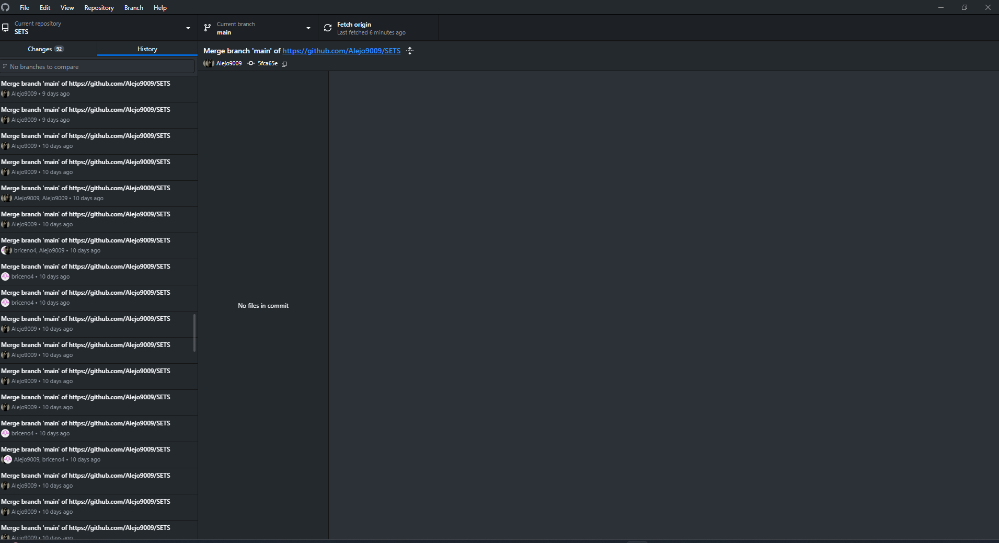 File Edit View Repository Branch Help
Current repository
SETS
Current branch
main
Fetch origin
Last fetched 6 minutes ago
Changes 92
History
No branches to compare
Merge branch 'main' of https://github.com/Alejo9009/SETS
Alejo9009 • 9 days ago
Merge branch 'main' of https://github.com/Alejo9009/SETS
Alejo9009 • 9 days ago
Merge branch 'main' of https://github.com/Alejo9009/SETS
Alejo9009 • 10 days ago
Merge branch 'main' of https://github.com/Alejo9009/SETS
Alejo9009 • 10 days ago
Merge branch 'main' of https://github.com/Alejo9009/SETS
Alejo9009, Alejo9009 • 10 days ago
Merge branch 'main' of https://github.com/Alejo9009/SETS
Alejo9009 • 10 days ago
Merge branch 'main' of https://github.com/Alejo9009/SETS
briceno4, Alejo9009 • 10 days ago
Merge branch 'main' of https://github.com/Alejo9009/SETS
briceno4 • 10 days ago
Merge branch 'main' of https://github.com/Alejo9009/SETS
briceno4 • 10 days ago
Merge branch 'main' of https://github.com/Alejo9009/SETS
Alejo9009 • 10 days ago
Merge branch 'main' of https://github.com/Alejo9009/SETS
Alejo9009 • 10 days ago
Merge branch 'main' of https://github.com/Alejo9009/SETS
Alejo9009 • 10 days ago
Merge branch 'main' of https://github.com/Alejo9009/SETS
Alejo9009 • 10 days ago
Merge branch 'main' of https://github.com/Alejo9009/SETS
briceno4 • 10 days ago
Merge branch 'main' of https://github.com/Alejo9009/SETS
Alejo9009, briceno4 • 10 days ago
Merge branch 'main' of https://github.com/Alejo9009/SETS
Alejo9009 • 10 days ago
Merge branch 'main' of https://github.com/Alejo9009/SETS
Alejo9009 • 10 days ago
Merge branch 'main' of https://github.com/Alejo9009/SETS
Alejo9009 • 10 days ago
Merge branch 'main' of https://github.com/Alejo9009/SETS
Alejo9009 5fca65e
No files in commit